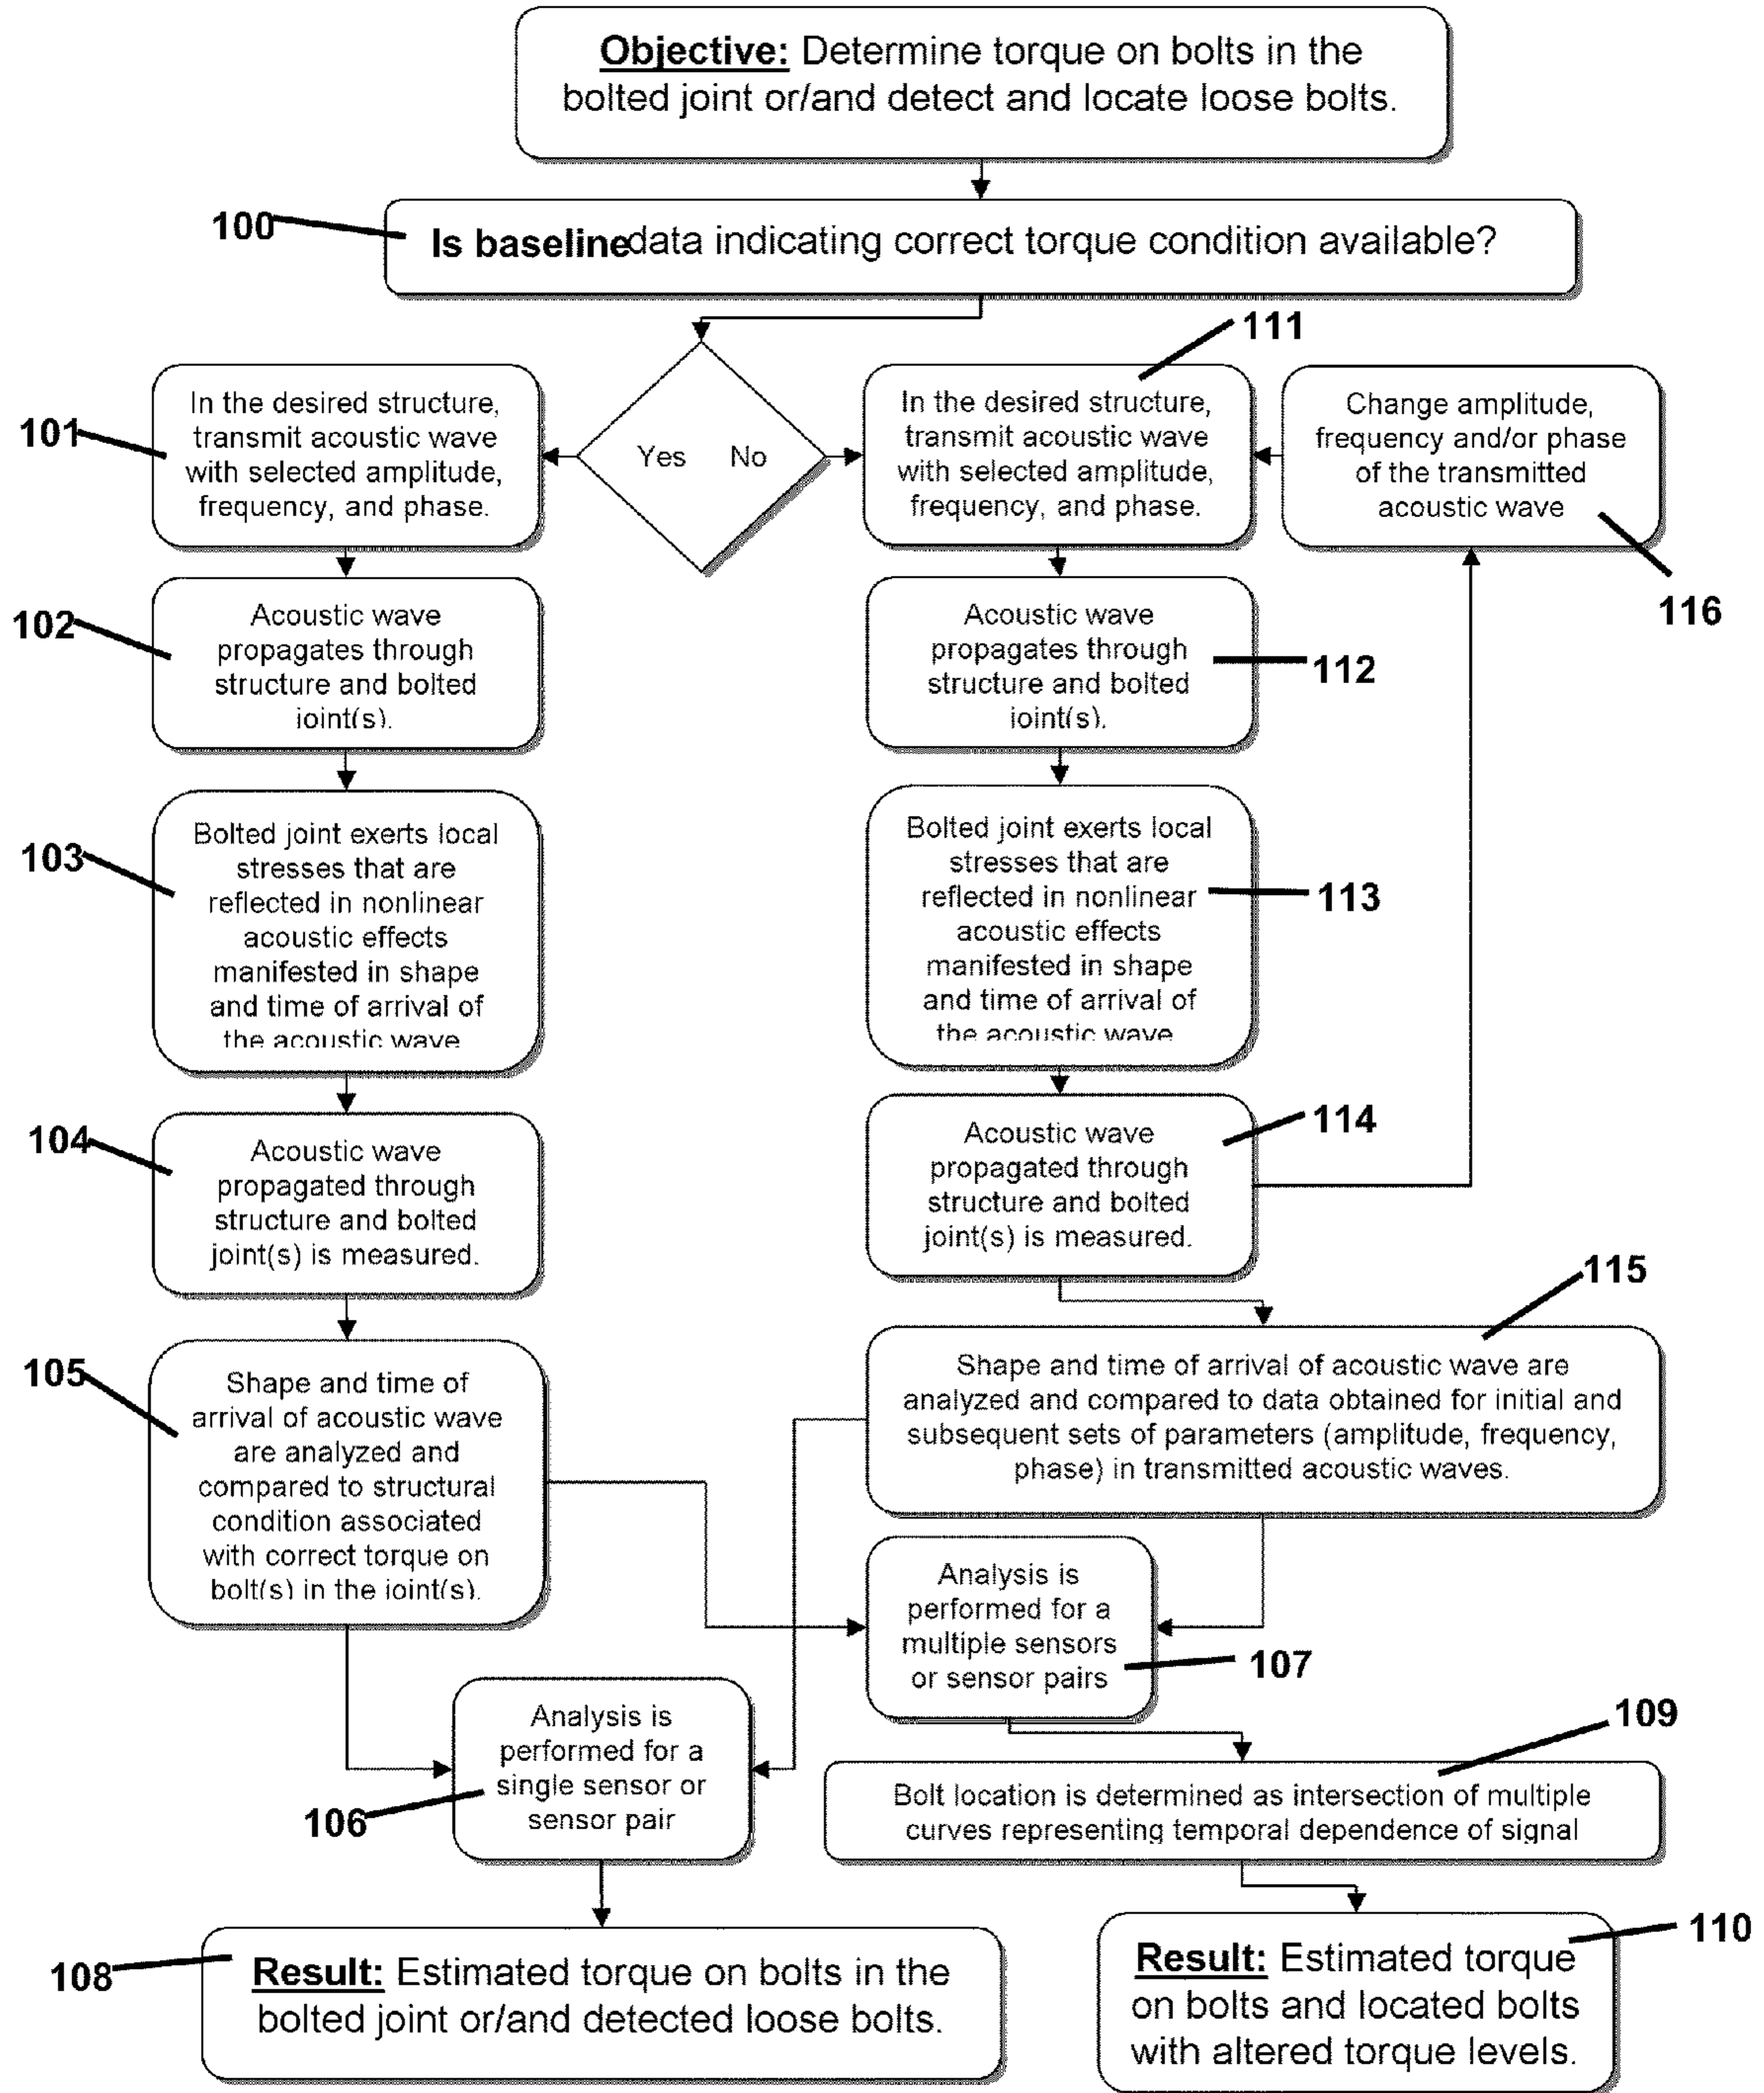 Objective: Determine torque on bolts in the
bolted joint or/and detect and locate loose bolts.
100
Is baseline data indicating correct torque condition available?
111
101
In the desired structure,
transmit acoustic wave
with selected amplitude,
frequency, and phase.
Yes No
In the desired structure,
transmit acoustic wave
with selected amplitude,
frequency, and phase.
Change amplitude,
frequency and/or phase
of the transmitted
acoustic wave
116
102
Acoustic wave
propagates through
structure and bolted
joint(s).
Acoustic wave
propagates through
structure and bolted
joint(s).
112
103
Bolted joint exerts local
stresses that are
reflected in nonlinear
acoustic effects
manifested in shape
and time of arrival of
the acoustic wave
Bolted joint exerts local
stresses that are
reflected in nonlinear
acoustic effects
manifested in shape
and time of arrival of
the acoustic wave
113
104
Acoustic wave
propagated through
structure and bolted
joint(s) is measured.
Acoustic wave
propagated through
structure and bolted
joint(s) is measured.
114
115
105
Shape and time of
arrival of acoustic wave
are analyzed and
compared to structural
condition associated
with correct torque on
bolt(s) in the joint(s).
Shape and time of arrival of acoustic wave are
analyzed and compared to data obtained for initial and
subsequent sets of parameters (amplitude, frequency,
phase) in transmitted acoustic waves.
Analysis is
performed for a
multiple sensors
or sensor pairs
107
Analysis is
performed for a
single sensor or
sensor pair
106
109
Bolt location is determined as intersection of multiple
curves representing temporal dependence of signal
108
Result: Estimated torque on bolts in the
bolted joint or/and detected loose bolts.
110
Result: Estimated torque
on bolts and located bolts
with altered torque levels.